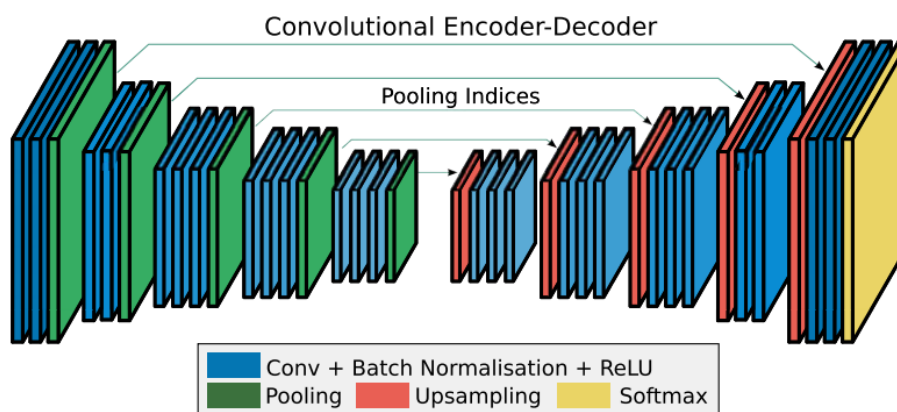 Convolutional Encoder-Decoder
Pooling Indices
Conv + Batch Normalisation + ReLU
Pooling Upsampling Softmax